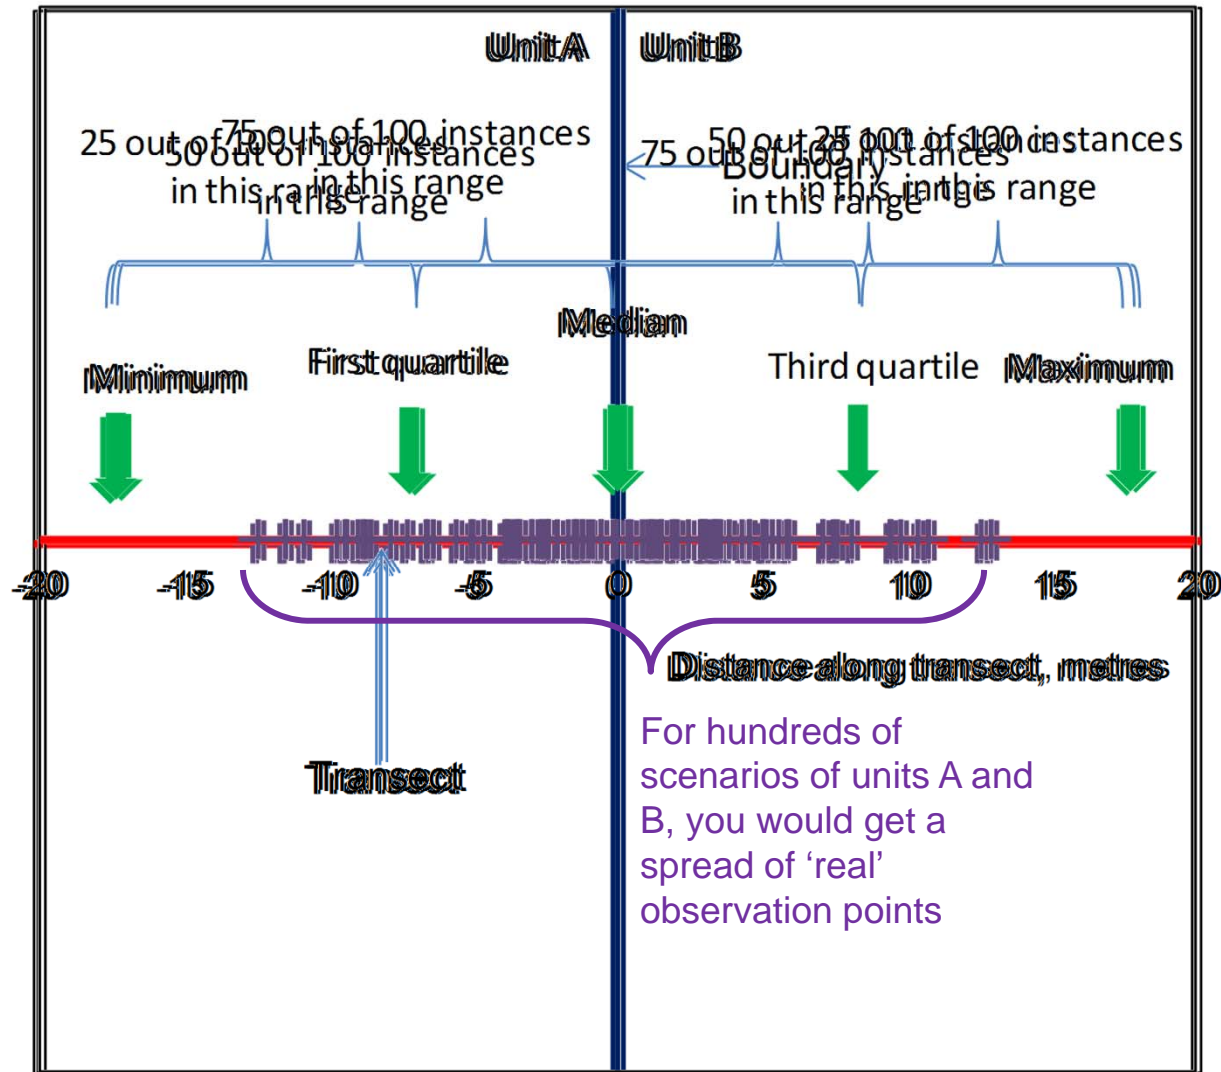 Unit A
Unit B
25 out of 100 instances
in this range
75 out of 100 instances
in this range
50 out of 100 instances
in this range
50 out of 100 instances
in this range
25 out of 100 instances
in this range
75 out of 100 instances
in this range
Boundary
Median
Minimum
First quartile
Third quartile
Maximum
-20 -15 -10 -5 0 5 10 15 20
Distance along transect, metres
Transect
For hundreds of
scenarios of units A and
B, you would get a
spread of ‘real’
observation points